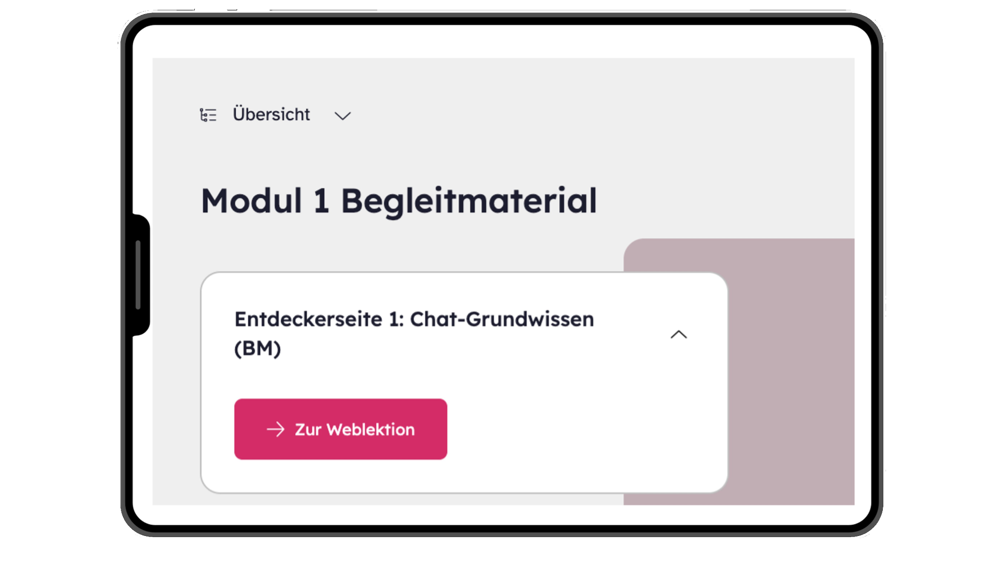 Übersicht
Modul 1 Begleitmaterial
Entdeckerseite 1: Chat-Grundwissen
(BM)
Zur Weblektion